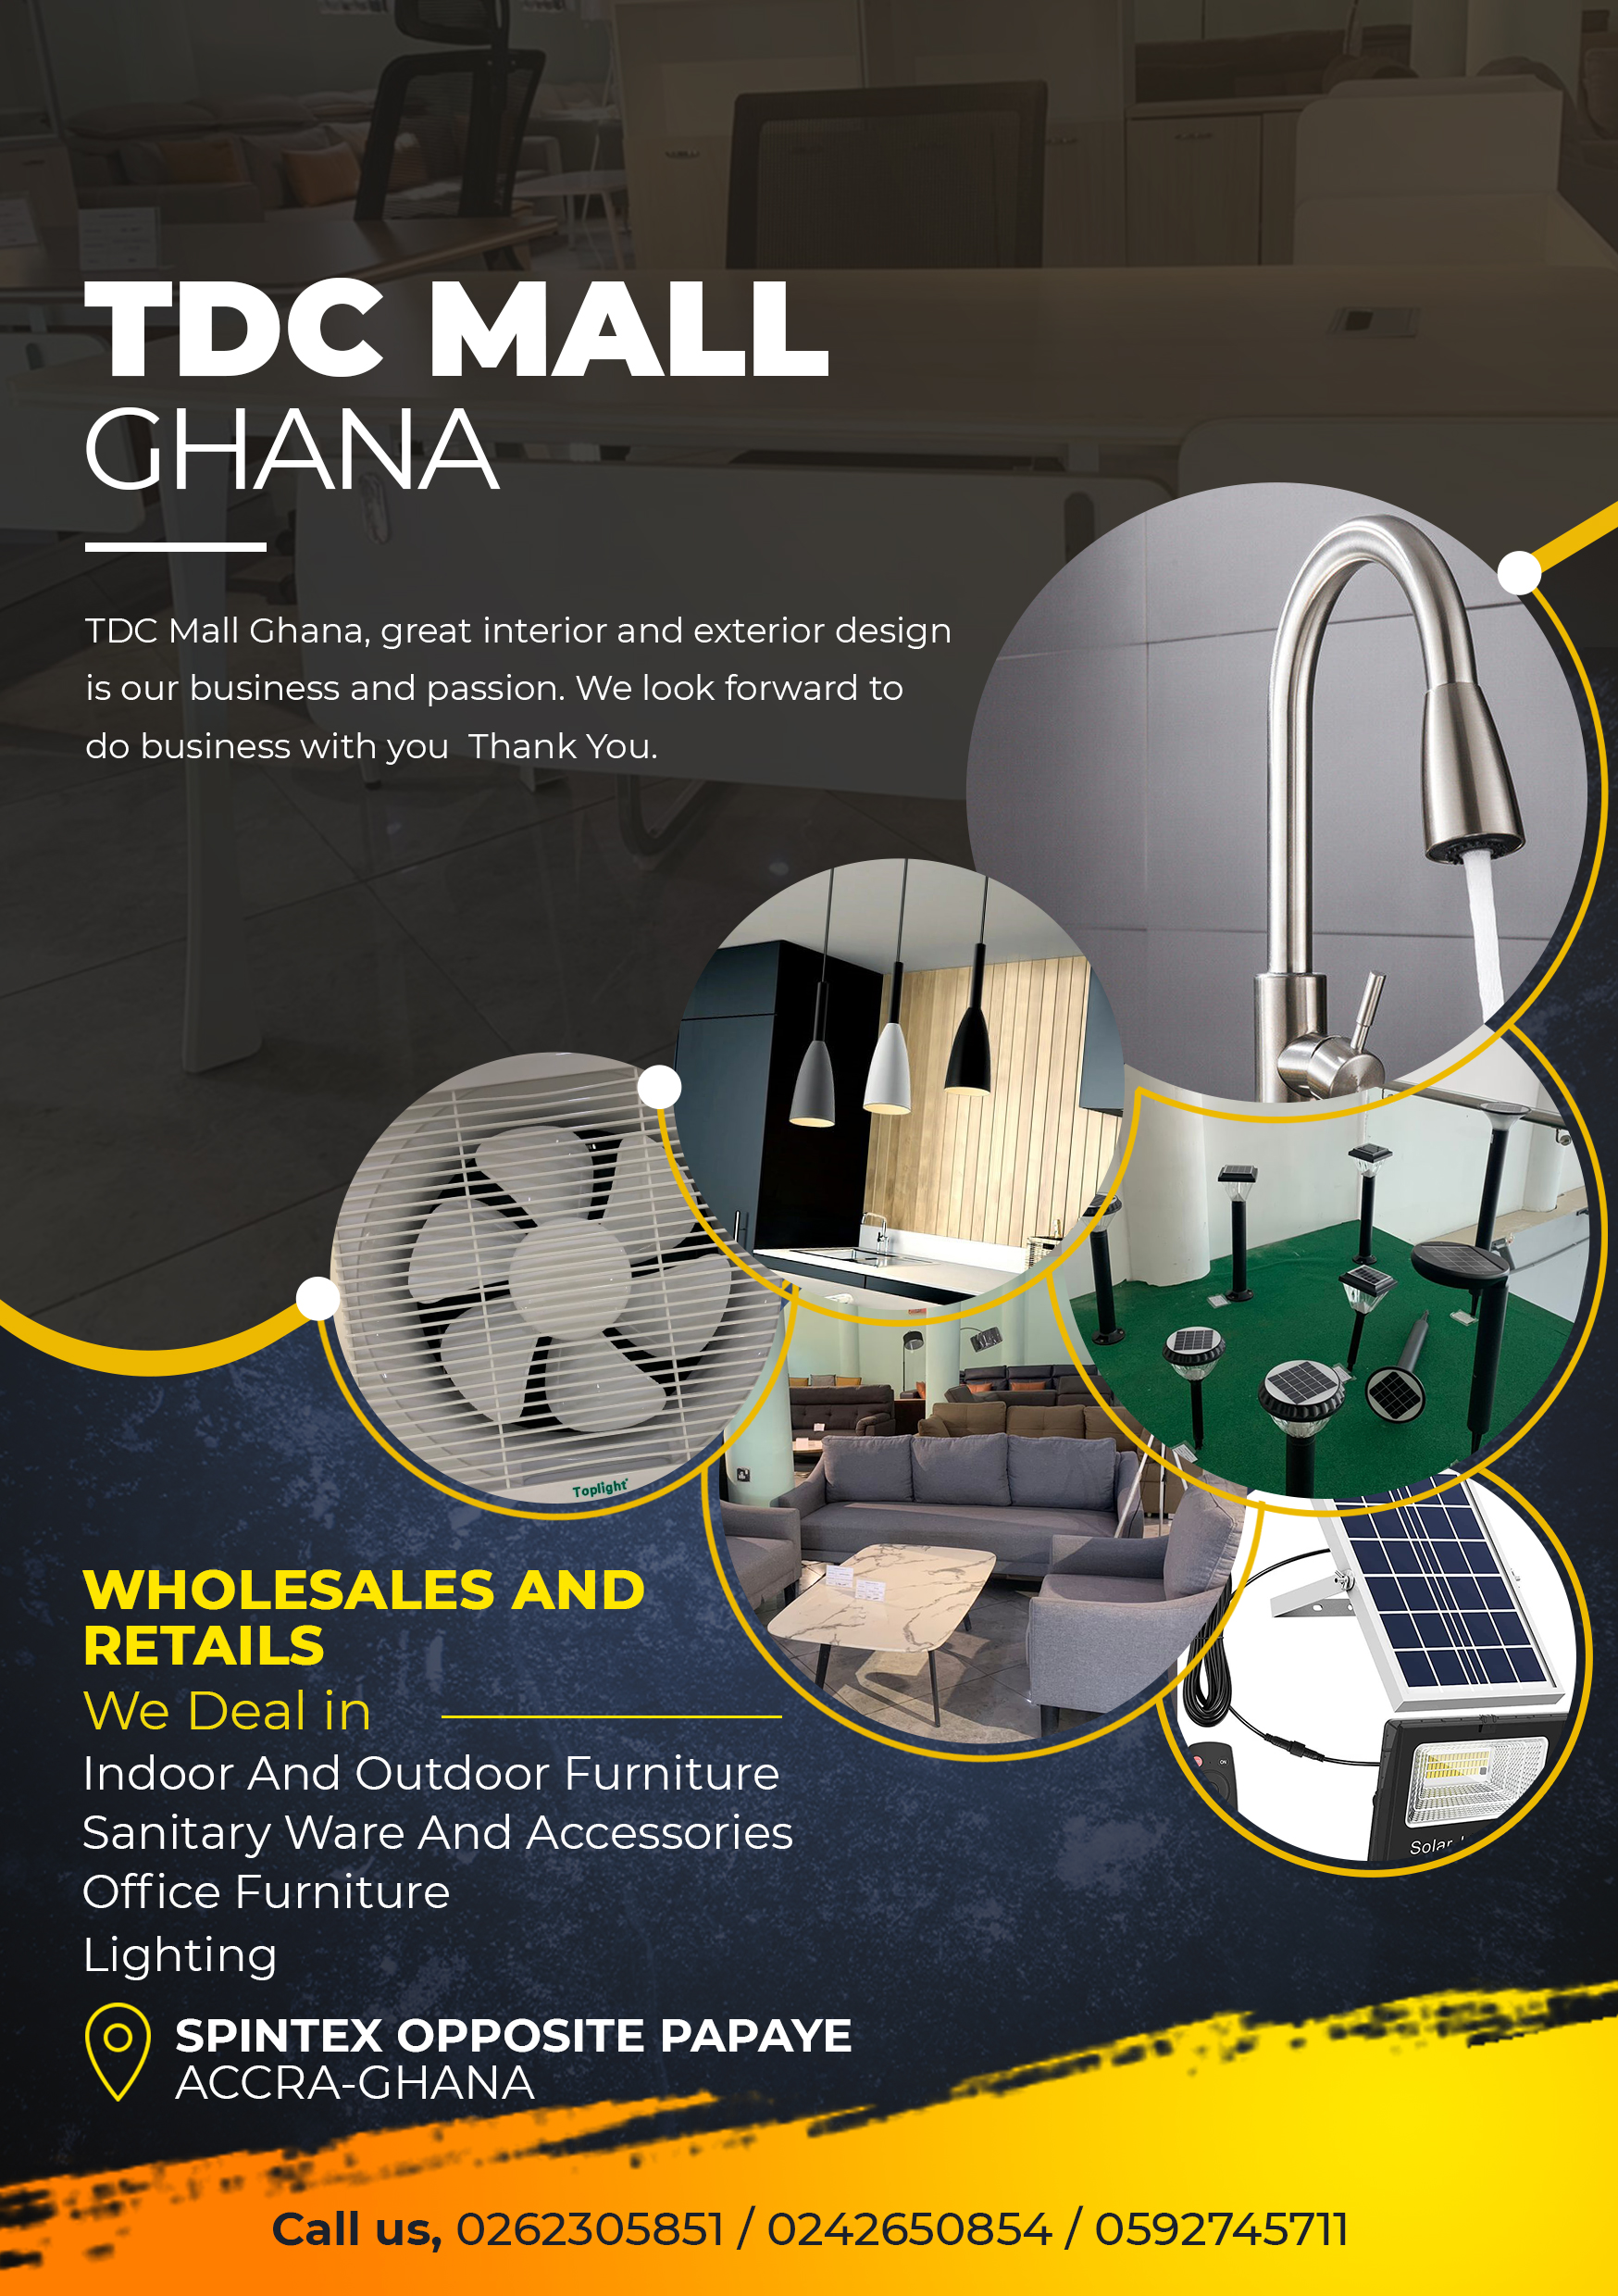 TDC MALL
GHANA
TDC Mall Ghana, great interior and exterior design
is our business and passion. We look forward to
do business with you  Thank You.
Toplight
WHOLESALES AND
RETAILS
We Deal in
Indoor And Outdoor Furniture
Sanitary Ware And Accessories
Office Furniture
Lighting
ON
Solar
SPINTEX OPPOSITE PAPAYE
ACCRA-GHANA
Call us, 0262305851 / 0242650854 / 0592745711